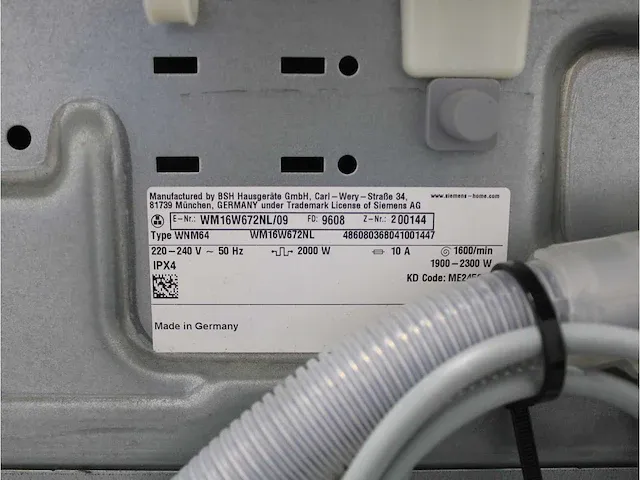 Manufactured by BSH Hausgeräte GmbH, Carl-Wery-Straße 34, www.siemens-home.com
81739 München, GERMANY under Trademark License of Siemens AG
E-Nr.: WM16W672NL/09 FD: 9608 Z-Nr.: 200144
Type WNM64 WM16W672NL 486080368041001447
220-240 V ~ 50 Hz 2000 W 10 A 1600/min
IPX4 1900-2300 W
KD Code:
Made in Germany